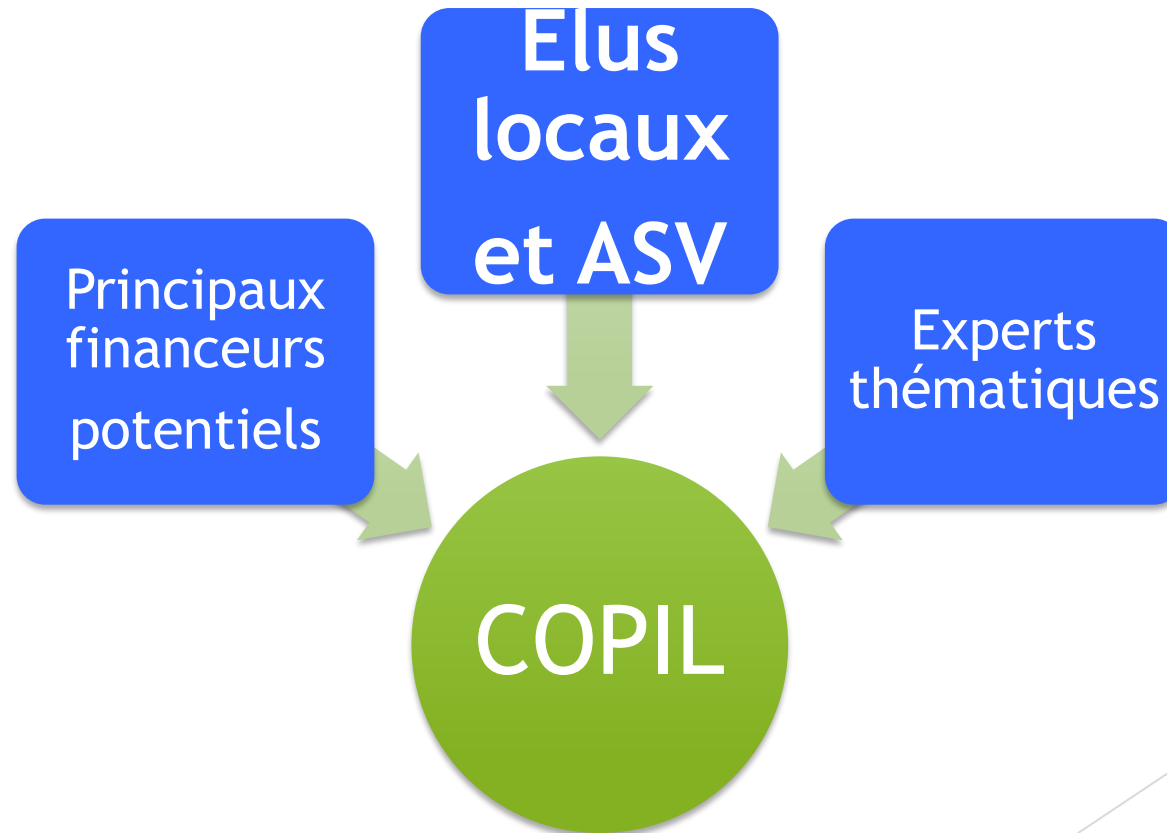 Elus
locaux
et ASV
Principaux
financeurs
potentiels
Experts
thématiques
COPIL